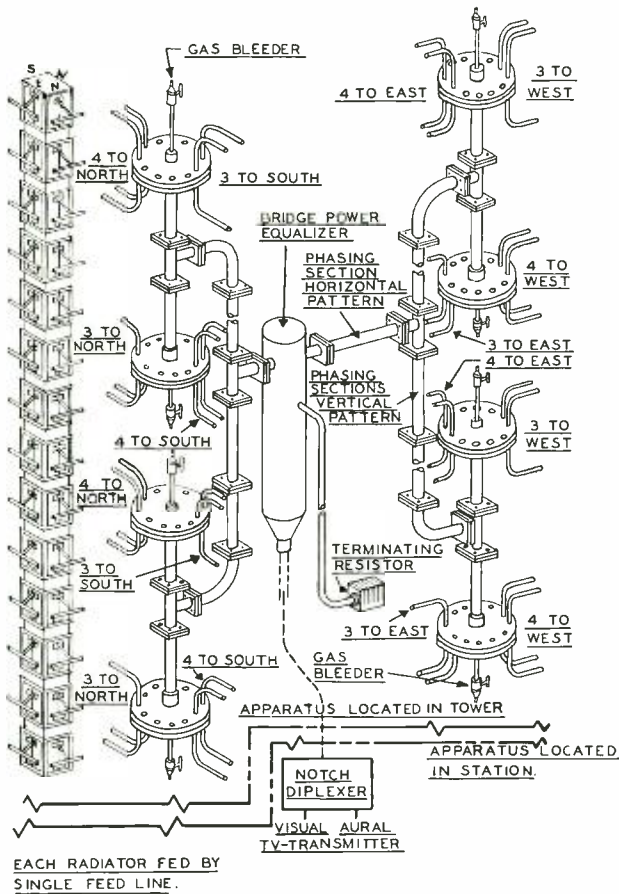 GAS BLEEDER
S
W
E
N
4 TO
NORTH
3 TO SOUTH
4 TO EAST
3 TO
WEST
BRIDGE POWER
EQUALIZER
PHASING
SECTION
HORIZONTAL
PATTERN
4 TO
WEST
3 TO
NORTH
3 TO EAST
4 TO EAST
PHASING
SECTIONS
VERTICAL
PATTERN
4 TO SOUTH
3 TO
WEST
4 TO
NORTH
3 TO
SOUTH
TERMINATING
RESISTOR
3 TO EAST
4 TO
WEST
4 TO SOUTH
3 TO
NORTH
GAS
BLEEDER
APPARATUS LOCATED IN TOWER
APPARATUS LOCATED
IN STATION.
NOTCH
DIPLEXER
VISUAL AURAL
TV-TRANSMITTER
EACH RADIATOR FED BY
SINGLE FEED LINE.